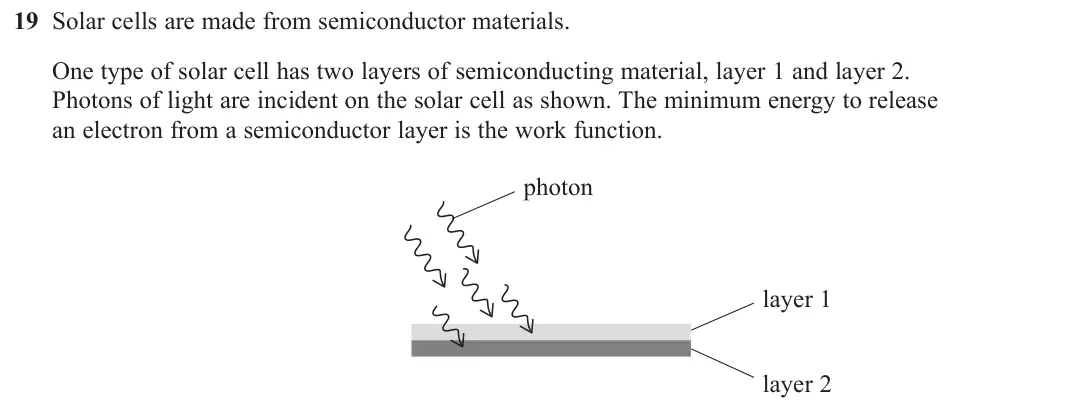 19 Solar cells are made from semiconductor materials.
One type of solar cell has two layers of semiconducting material, layer 1 and layer 2.
Photons of light are incident on the solar cell as shown. The minimum energy to release
an electron from a semiconductor layer is the work function.
photon
layer 1
layer 2